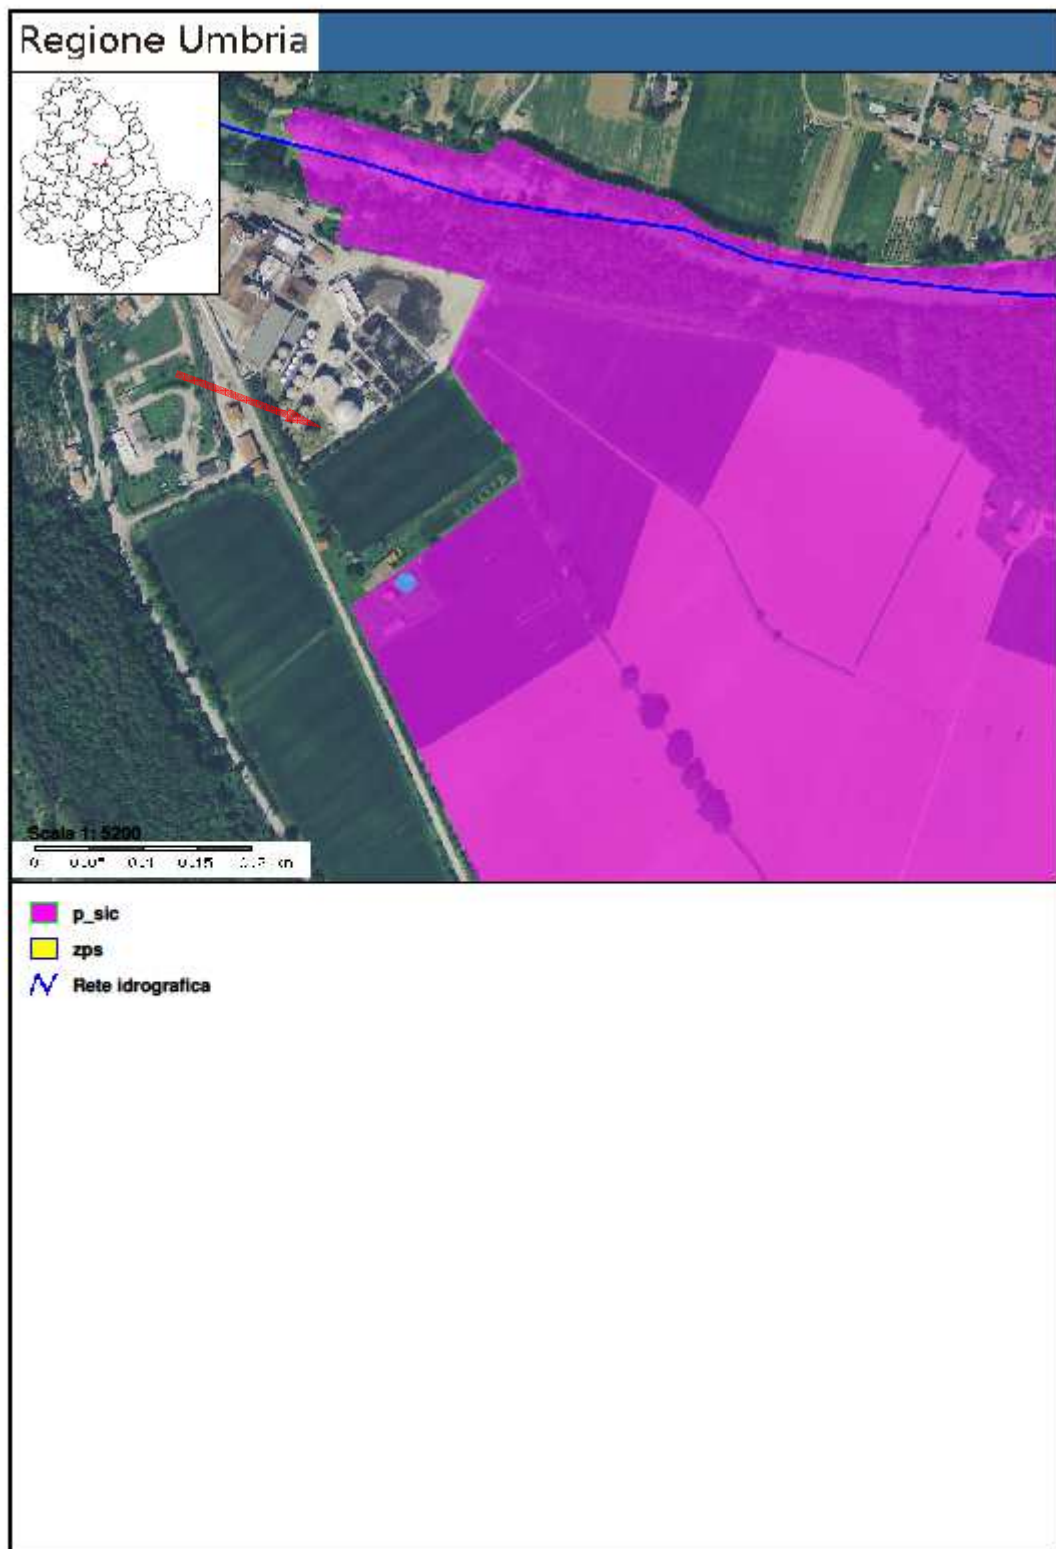 Regione Umbria
Scala 1: 5200
p_sic
zps
Rete idrografica